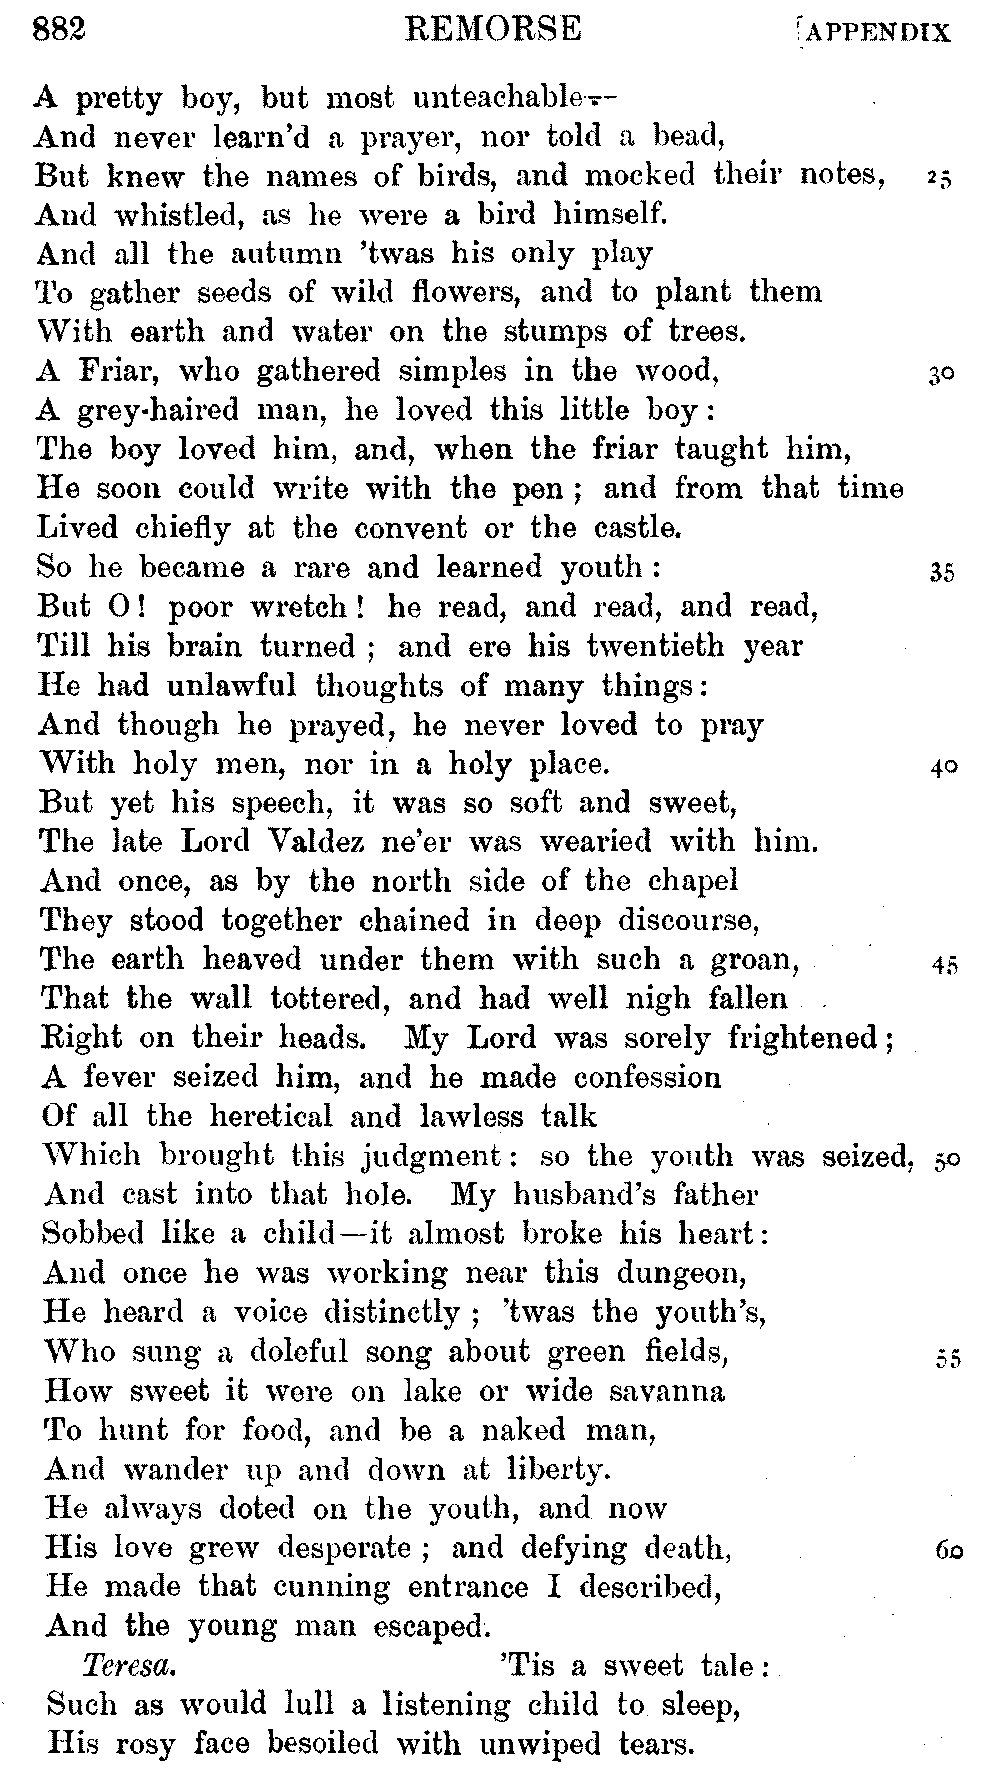 882 REMORSE [APPENDIX
A pretty boy, but most unteachable—
And never learn'd a prayer, nor told a bead,
But knew the names of birds, and mocked their notes, 25
And whistled, as he were a bird himself.
And all the autumn 'twas his only play
To gather seeds of wild flowers, and to plant them
With earth and water on the stumps of trees.
A Friar, who gathered simples in the wood, 30
A grey-haired man, he loved this little boy:
The boy loved him, and, when the friar taught him,
He soon could write with the pen; and from that time
Lived chiefly at the convent or the castle.
So he became a rare and learned youth: 35
But O! poor wretch! he read, and read, and read,
Till his brain turned; and ere his twentieth year
He had unlawful thoughts of many things:
And though he prayed, he never loved to pray
With holy men, nor in a holy place. 40
But yet his speech, it was so soft and sweet,
The late Lord Valdez ne'er was wearied with him.
And once, as by the north side of the chapel
They stood together chained in deep discourse,
The earth heaved under them with such a groan, 45
That the wall tottered, and had well nigh fallen
Right on their heads. My Lord was sorely frightened;
A fever seized him, and he made confession
Of all the heretical and lawless talk
Which brought this judgment: so the youth was seized, 50
And cast into that hole. My husband's father
Sobbed like a child—it almost broke his heart:
And once he was working near this dungeon,
He heard a voice distinctly; 'twas the youth's,
Who sung a doleful song about green fields, 55
How sweet it were on lake or wide savanna
To hunt for food, and be a naked man,
And wander up and down at liberty.
He always doted on the youth, and now
His love grew desperate; and defying death, 60
He made that cunning entrance I described,
And the young man escaped.
Teresa. 'Tis a sweet tale:
Such as would lull a listening child to sleep,
His rosy face besoiled with unwiped tears.